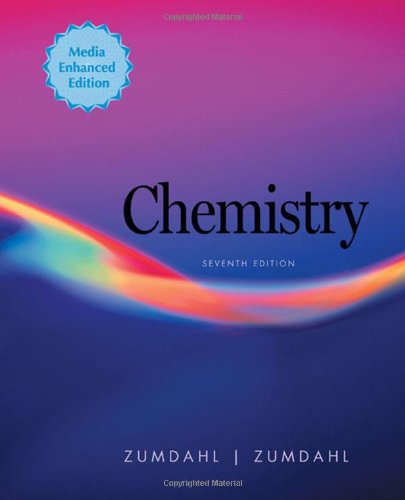 Copyrighted Material
Media
Enhanced
Edition
Chemistry
SEVENTH EDITION
ZUMDAHL | ZUMDAHL
Copyrighted Material